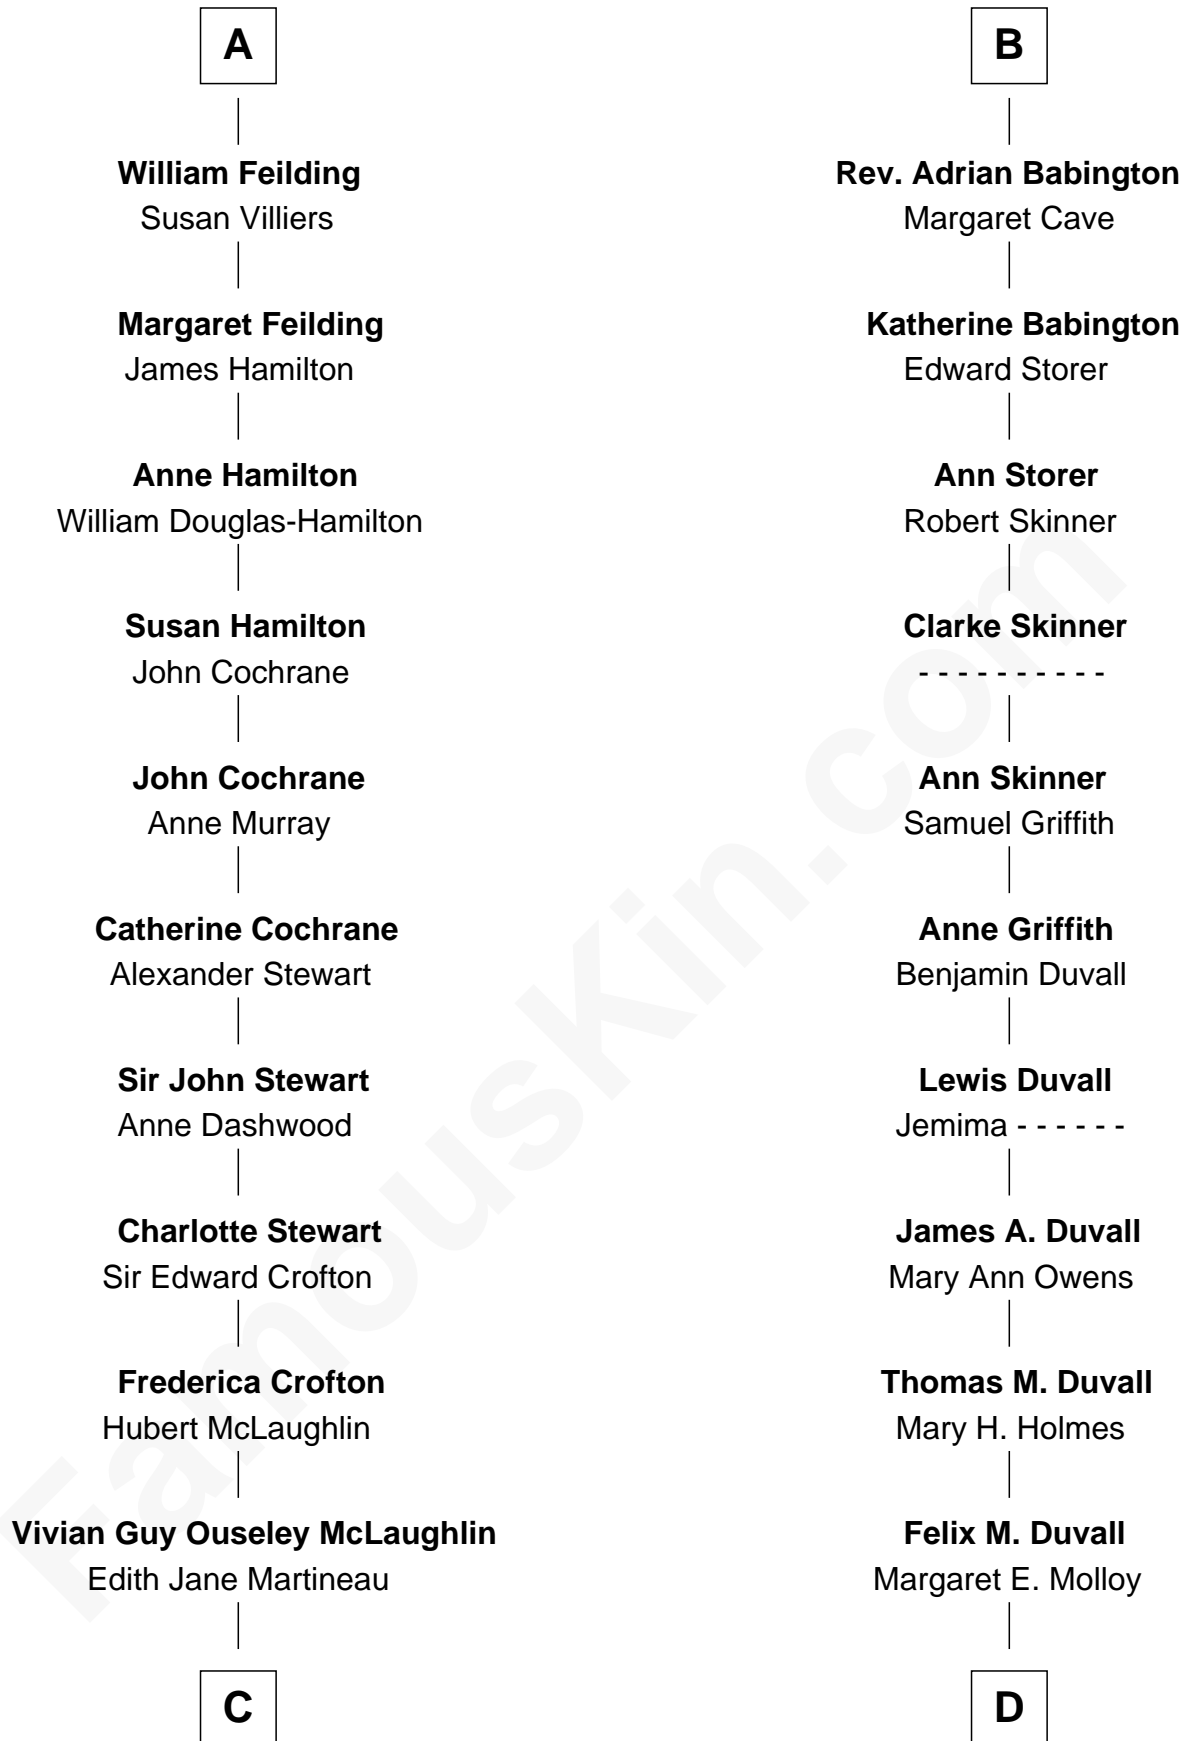 A
William Feilding
Susan Villiers
Margaret Feilding
James Hamilton
Anne Hamilton
William Douglas-Hamilton
Susan Hamilton
John Cochrane
John Cochrane
Anne Murray
Catherine Cochrane
Alexander Stewart
Sir John Stewart
Anne Dashwood
Charlotte Stewart
Sir Edward Crofton
Frederica Crofton
Hubert McLaughlin
Vivian Guy Ouseley McLaughlin
Edith Jane Martineau
C
B
Rev. Adrian Babington
Margaret Cave
Katherine Babington
Edward Storer
Ann Storer
Robert Skinner
Clarke Skinner
- - - - - - - - - -
Ann Skinner
Samuel Griffith
Anne Griffith
Benjamin Duvall
Lewis Duvall
Jemima - - - - - -
James A. Duvall
Mary Ann Owens
Thomas M. Duvall
Mary H. Holmes
Felix M. Duvall
Margaret E. Molloy
D
FamousKin.com